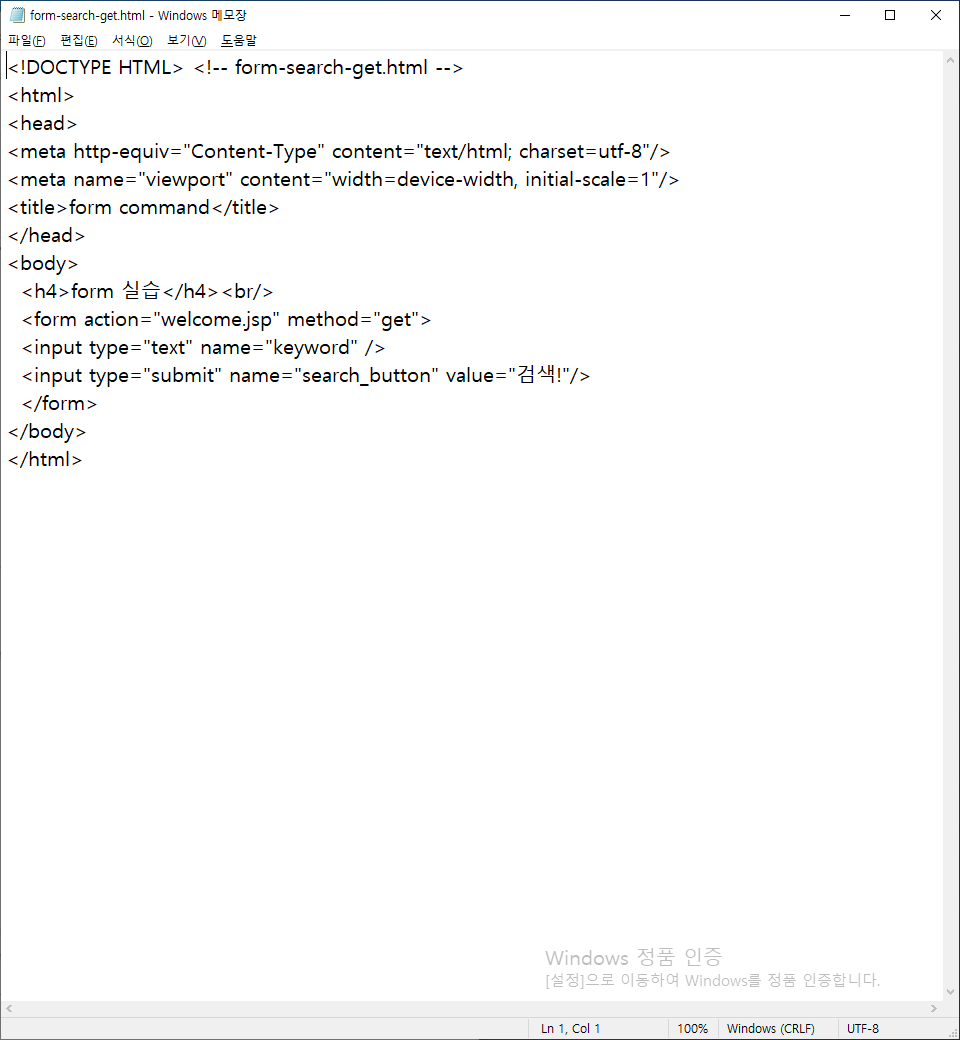 form-search-get.html - Windows 메모장
파일(F) 편집(E) 서식(O) 보기(V) 도움말
<!DOCTYPE HTML> <!-- form-search-get.html -->
<html>
<head>
<meta http-equiv="Content-Type" content="text/html; charset=utf-8"/>
<meta name="viewport" content="width=device-width, initial-scale=1"/>
<title>form command</title>
</head>
<body>
  <h4>form 실습</h4><br/>
  <form action="welcome.jsp" method="get">
  <input type="text" name="keyword" />
  <input type="submit" name="search_button" value="검색!"/>
  </form>
</body>
</html>
Windows 정품 인증
[설정]으로 이동하여 Windows를 정품 인증합니다.
Ln 1, Col 1 100% Windows (CRLF) UTF-8